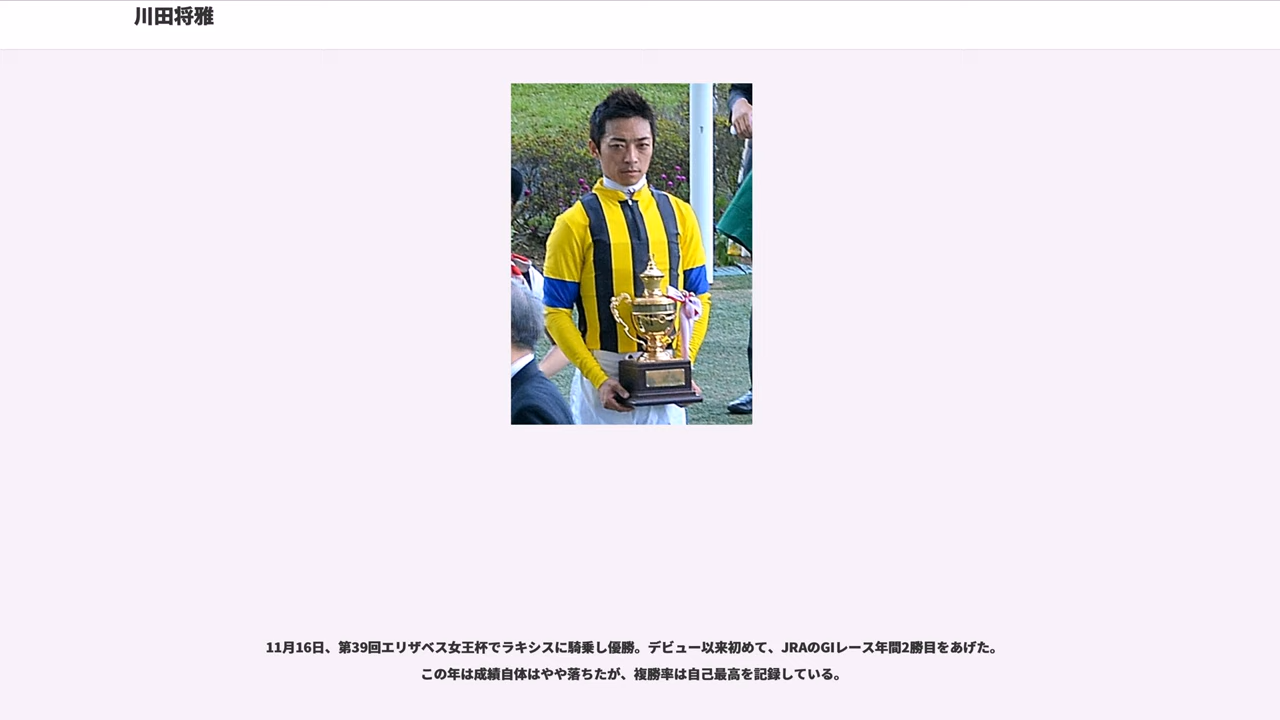 川田将雅
11月16日、第39回エリザベス女王杯でラキシスに騎乗し優勝。デビュー以来初めて、JRAのGIレース年間2勝目をあげた。
この年は成績自体はやや落ちたが、複勝率は自己最高を記録している。